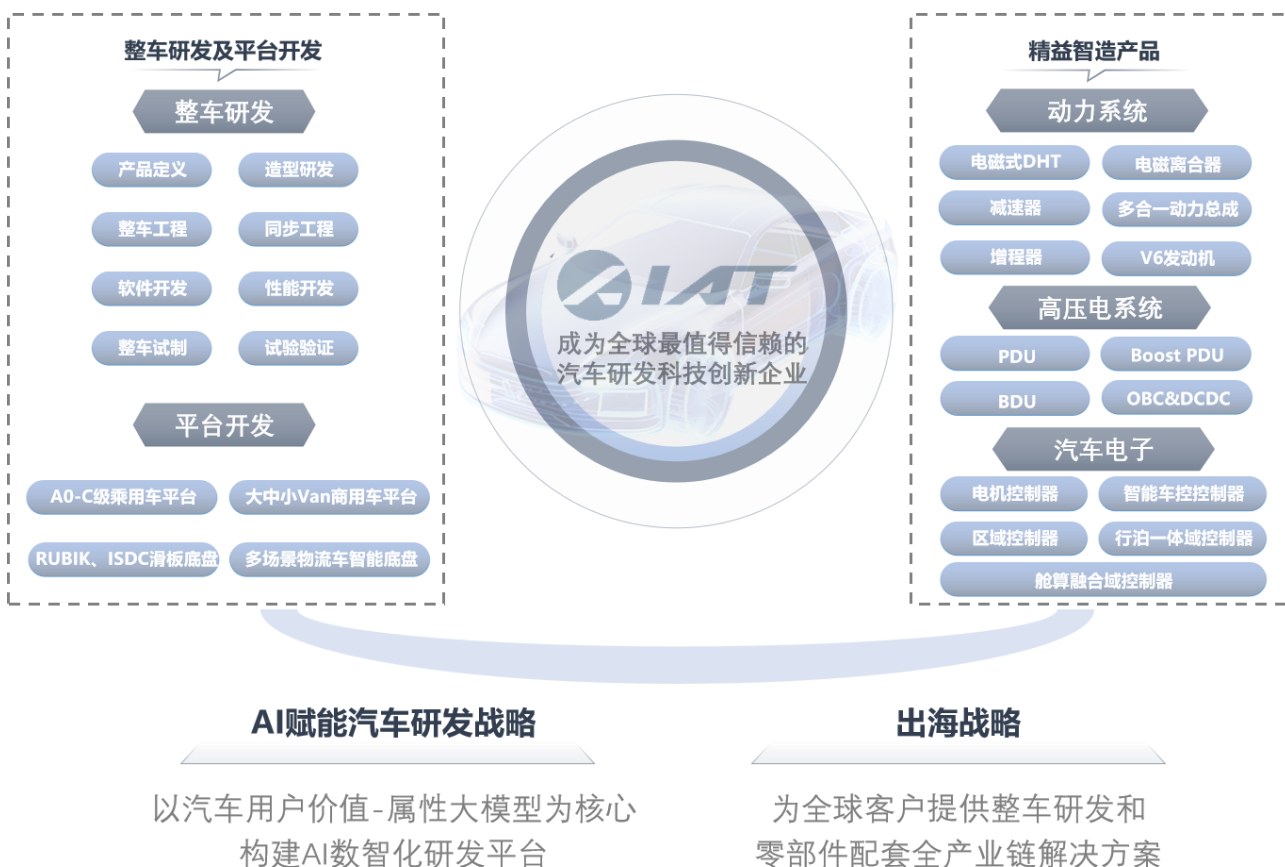 整车研发及平台开发
整车研发
产品定义
造型研发
整车工程
同步工程
软件开发
性能开发
整车试制
试验验证
平台开发
A0-C级乘用车平台
大中小Van商用车平台
RUBIK、ISDC滑板底盘
多场景物流车智能底盘
IAT
成为全球最值得信赖的
汽车研发科技创新企业
精益智造产品
动力系统
电磁式DHT
电磁离合器
减速器
多合一动力总成
增程器
V6发动机
高压电系统
PDU
Boost PDU
BDU
OBC&DCDC
汽车电子
电机控制器
智能车控控制器
区域控制器
行泊一体域控制器
舱算融合域控制器
AI赋能汽车研发战略
以汽车用户价值-属性大模型为核心
构建AI数智化研发平台
出海战略
为全球客户提供整车研发和
零部件配套全产业链解决方案